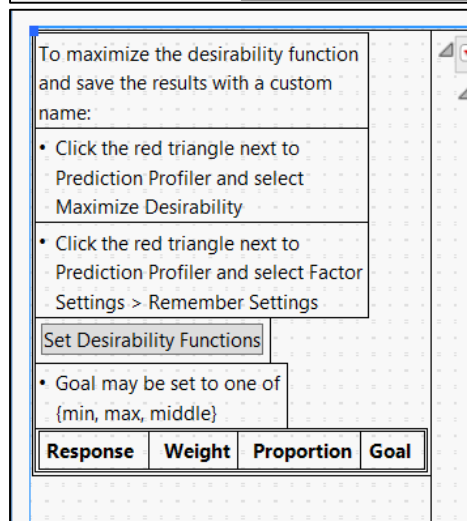 To maximize the desirability function
and save the results with a custom
name:
• Click the red triangle next to
Prediction Profiler and select
Maximize Desirability
• Click the red triangle next to
Prediction Profiler and select Factor
Settings > Remember Settings
Set Desirability Functions
• Goal may be set to one of
{min, max, middle}
Response Weight Proportion Goal